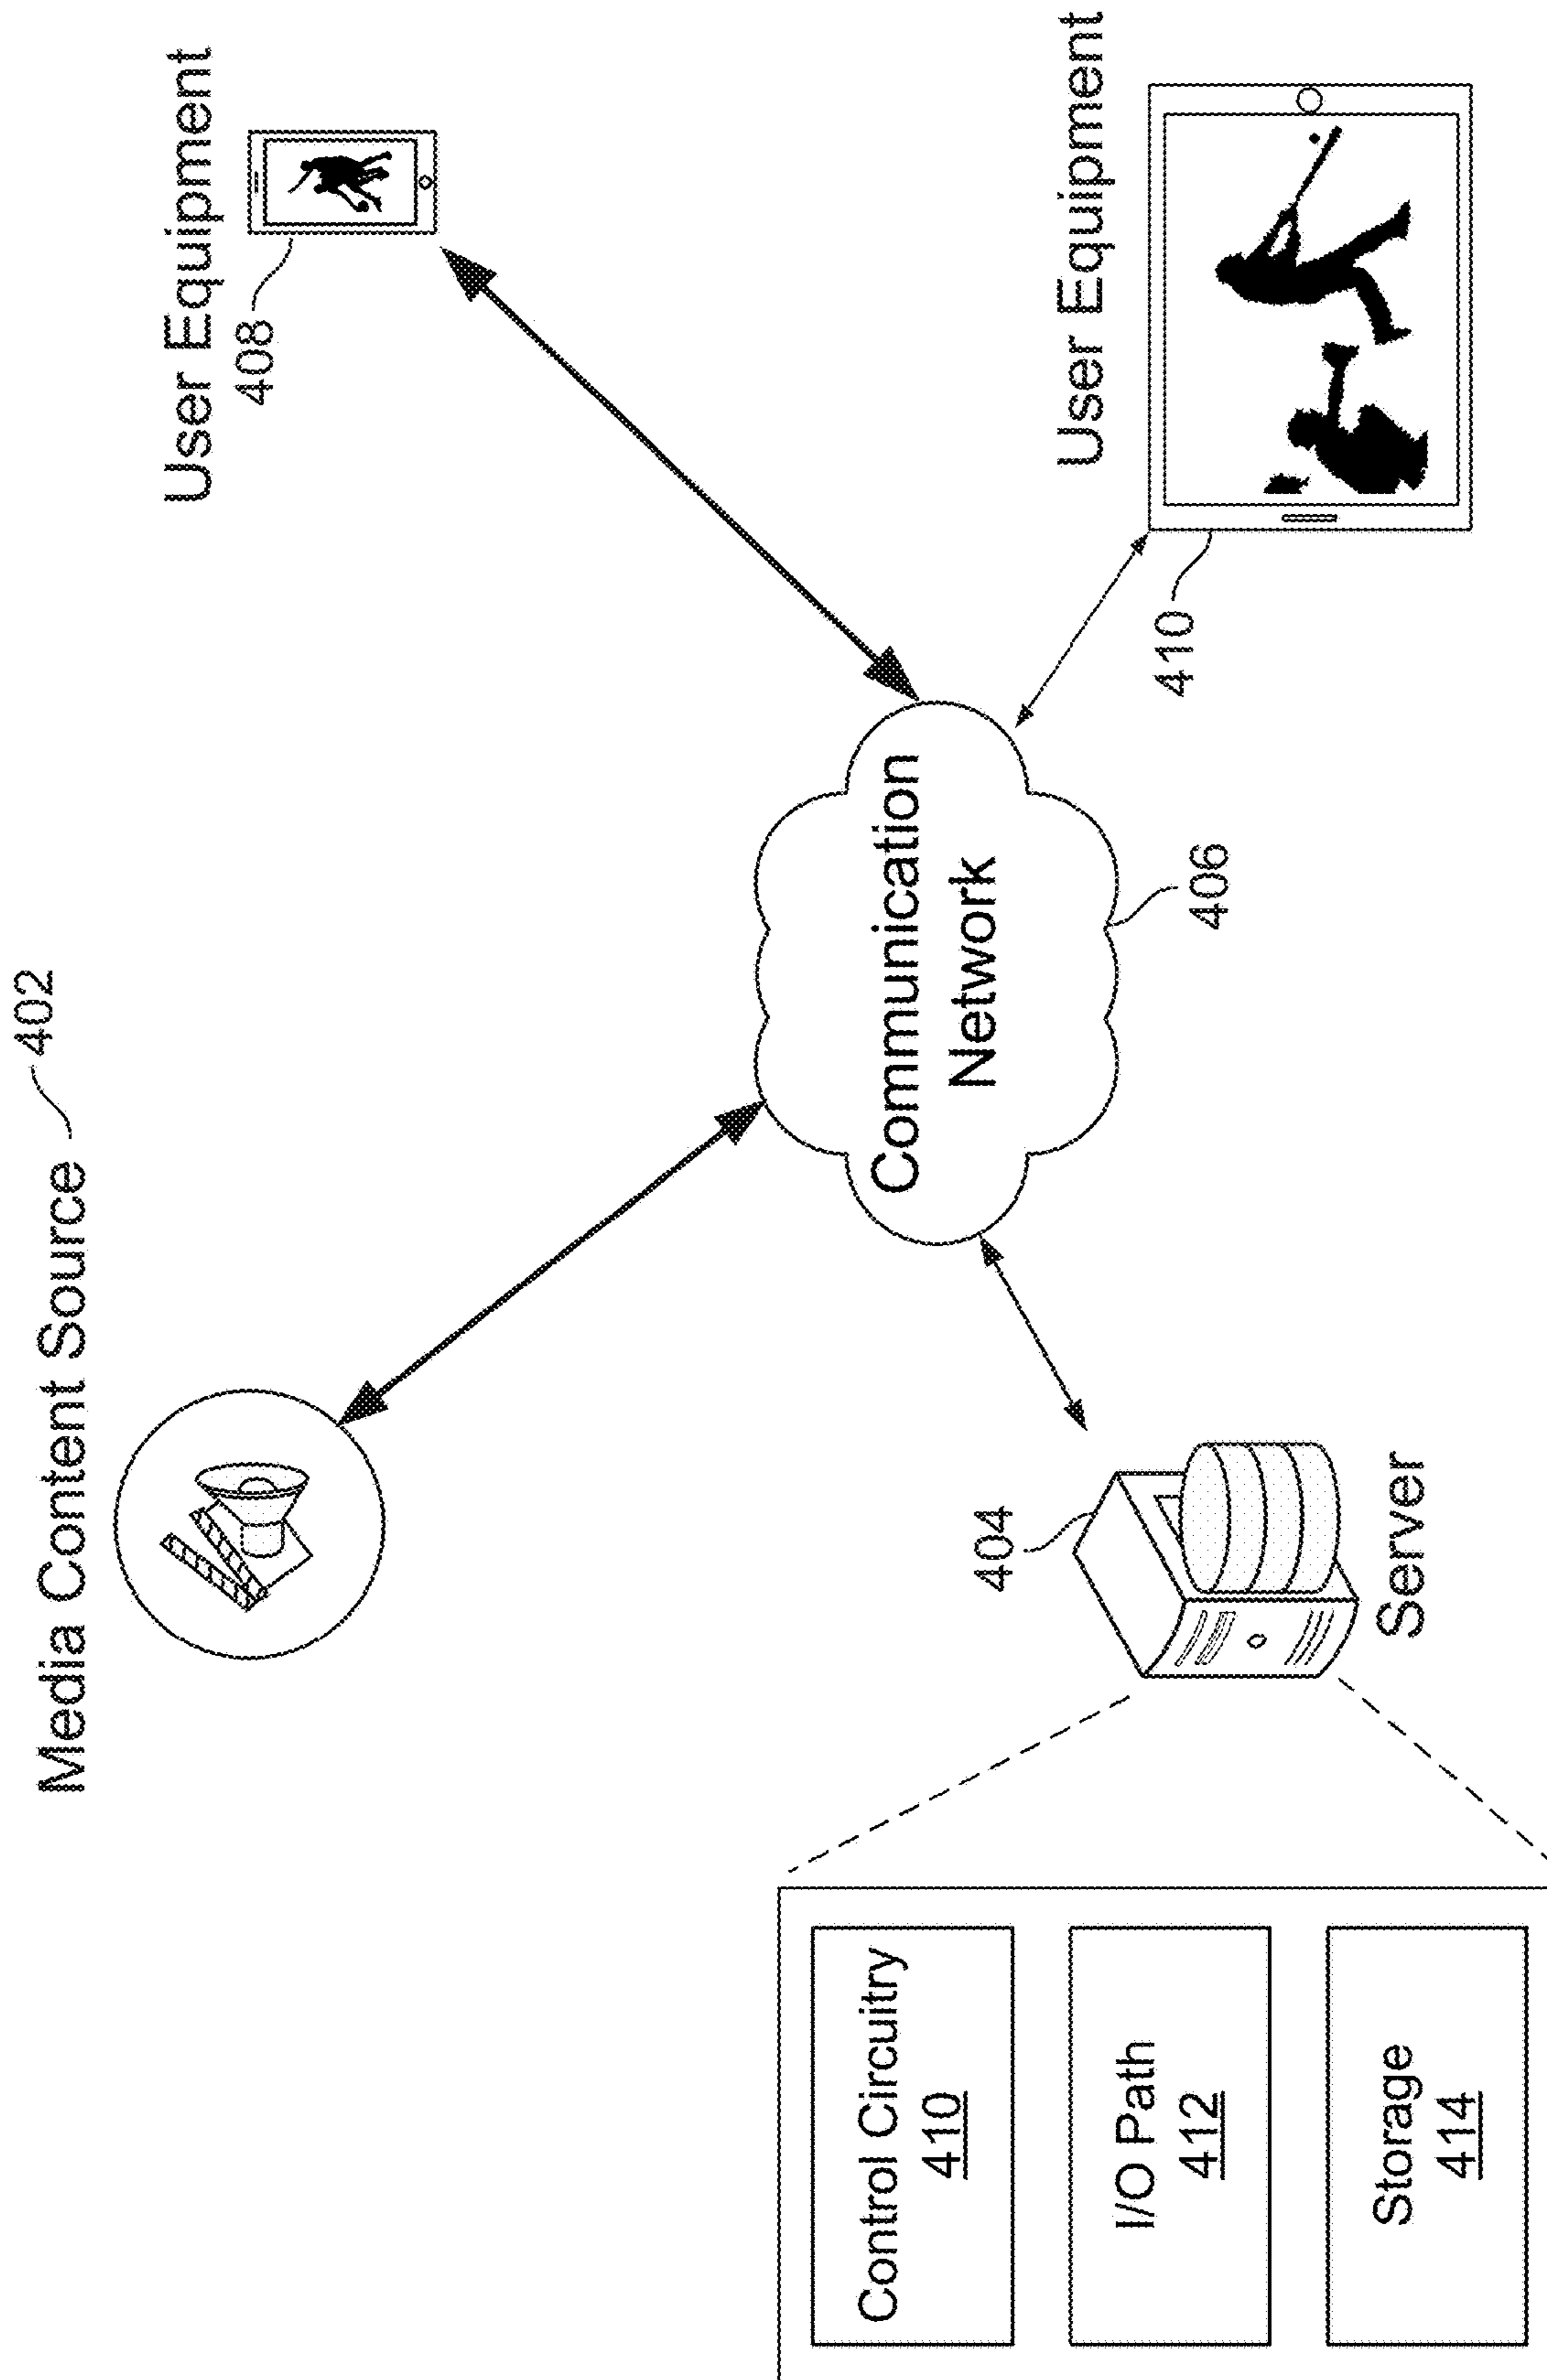 Media Content Source
402
User Equipment
408
Communication
Network
406
404
Server
User Equipment
410
Control Circuitry
410
I/O Path
412
Storage
414